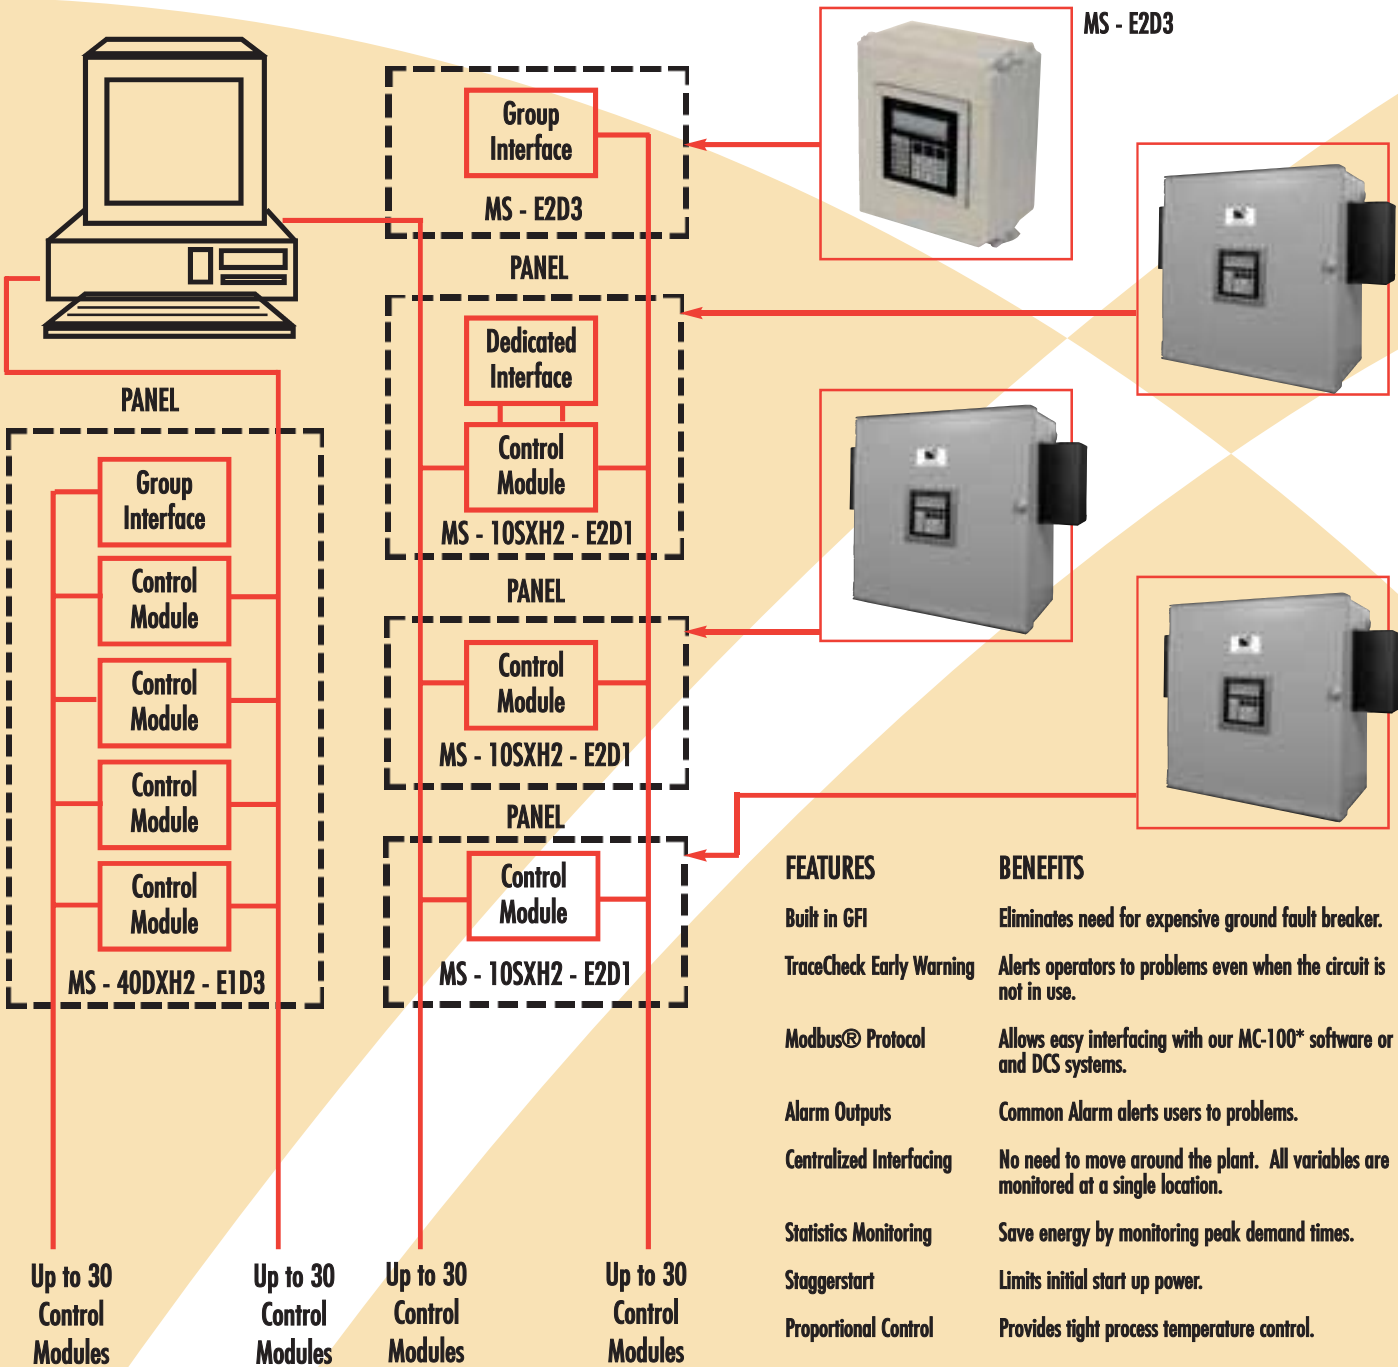 MS - E2D3
Group
Interface
MS - E2D3
PANEL
Dedicated
Interface
Control
Module
MS - 10SXH2 - E2D1
PANEL
Control
Module
MS - 10SXH2 - E2D1
PANEL
Control
Module
MS - 10SXH2 - E2D1
PANEL
Group
Interface
Control
Module
Control
Module
Control
Module
Control
Module
MS - 40DXH2 - E1D3
Up to 30
Control
Modules
Up to 30
Control
Modules
Up to 30
Control
Modules
Up to 30
Control
Modules
FEATURES BENEFITS
Built in GFI Eliminates need for expensive ground fault breaker.
TraceCheck Early Warning Alerts operators to problems even when the circuit is
not in use.
Modbus® Protocol Allows easy interfacing with our MC-100* software or
and DCS systems.
Alarm Outputs Common Alarm alerts users to problems.
Centralized Interfacing No need to move around the plant. All variables are
monitored at a single location.
Statistics Monitoring Save energy by monitoring peak demand times.
Staggerstart Limits initial start up power.
Proportional Control Provides tight process temperature control.